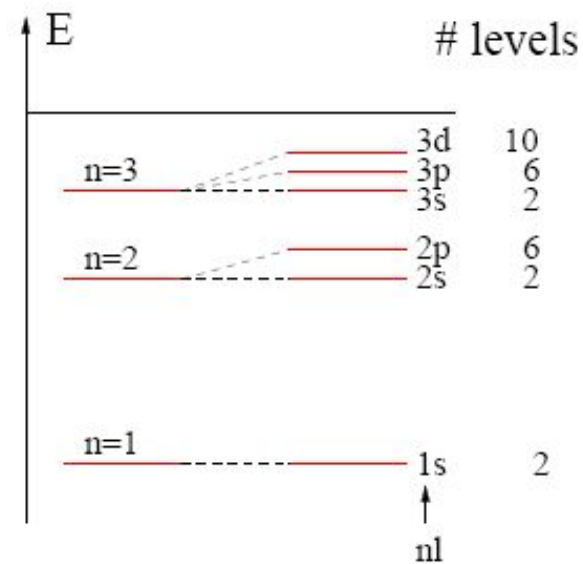 E
# levels
3d 10
n=3 3p 6
3s 2
2p 6
n=2 2s 2
n=1
1s 2
nl